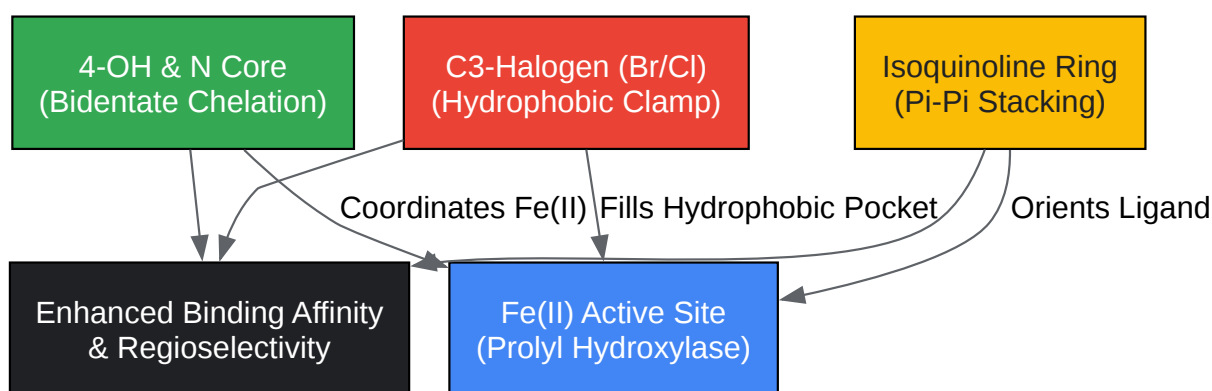 4-OH & N Core
(Bidentate Chelation)
C3-Halogen (Br/Cl)
(Hydrophobic Clamp)
Isoquinoline Ring
(Pi-Pi Stacking)
Coordinates Fe(II)
Fills Hydrophobic Pocket
Orients Ligand
Enhanced Binding Affinity
& Regioselectivity
Fe(II) Active Site
(Prolyl Hydroxylase)